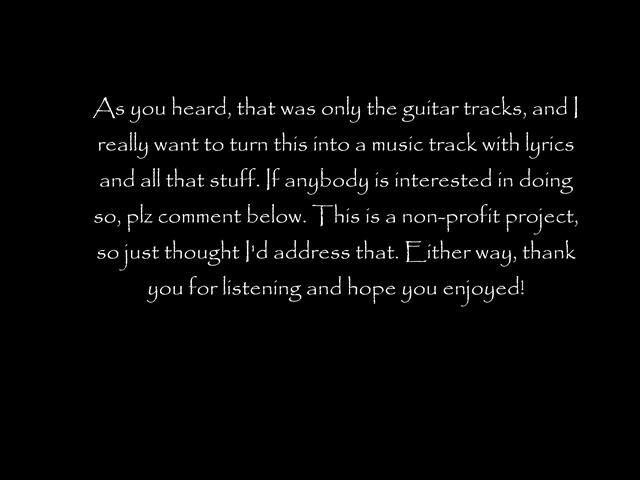 As you heard, that was only the guitar tracks, and I
really want to turn this into a music track with lyrics
and all that stuff. If anybody is interested in doing
so, plz comment below. This is a non-profit project,
so just thought I'd address that. Either way, thank
you for listening and hope you enjoyed!